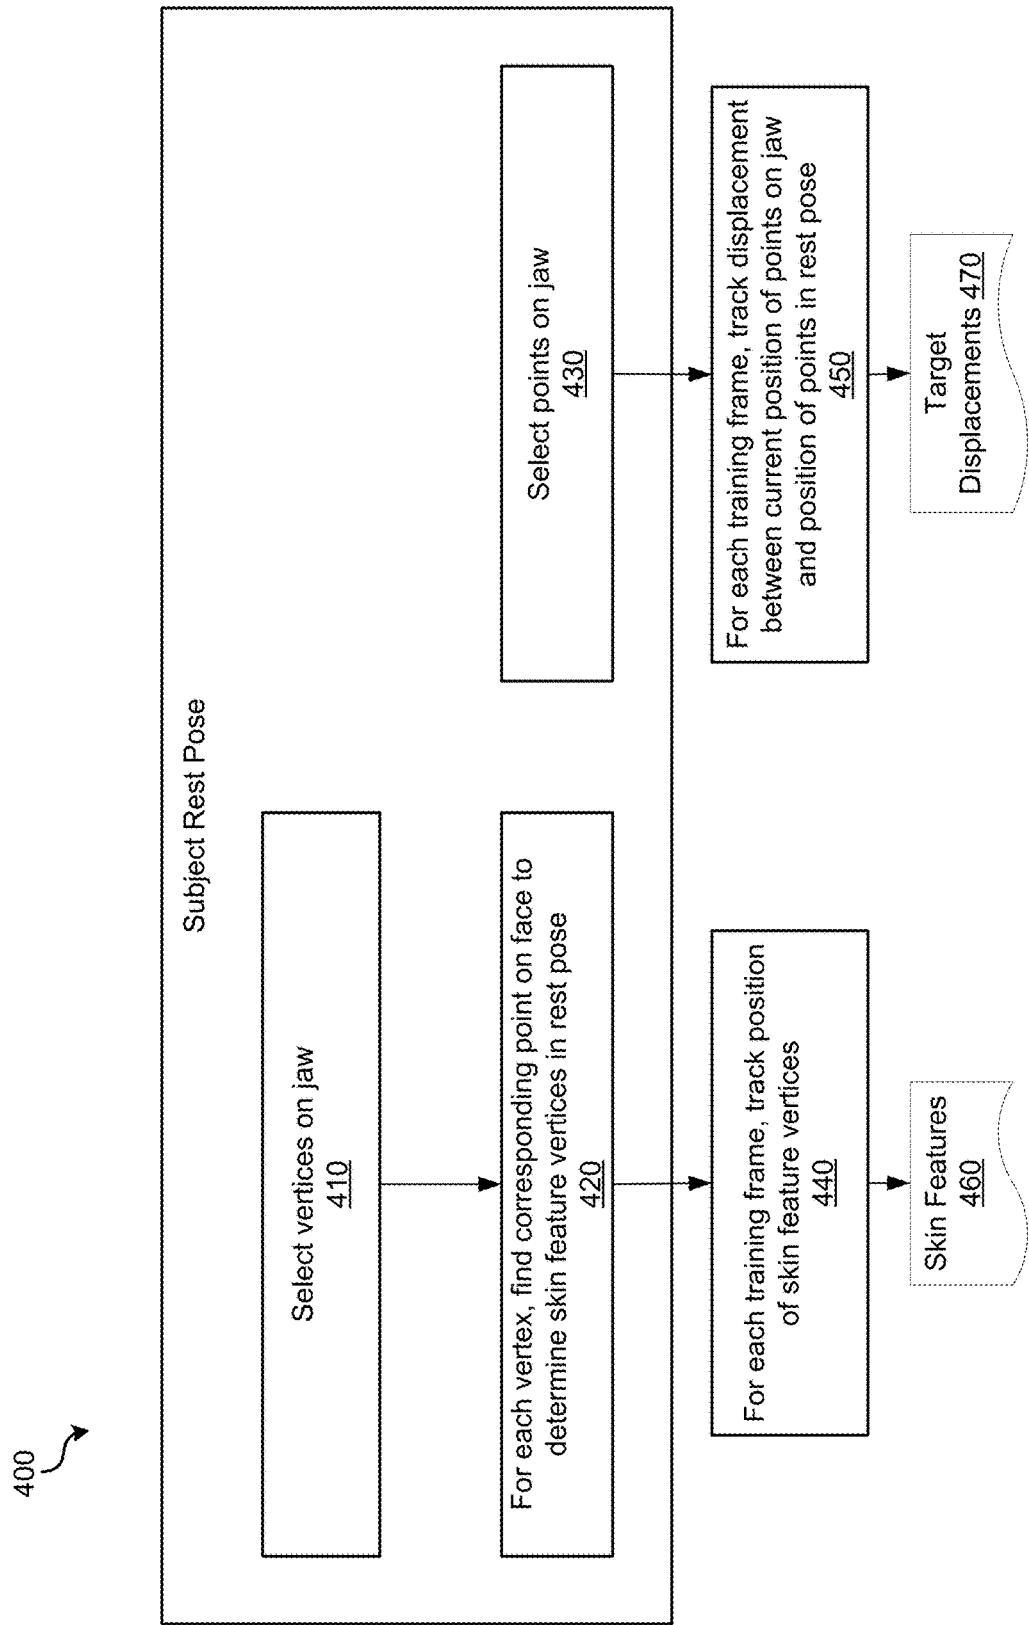 400
Subject Rest Pose
Select vertices on jaw
410
For each vertex, find corresponding point on face to
determine skin feature vertices in rest pose
420
Select points on jaw
430
For each training frame, track position
of skin feature vertices
440
For each training frame, track displacement
between current position of points on jaw
and position of points in rest pose
450
Skin Features
460
Target
Displacements 470